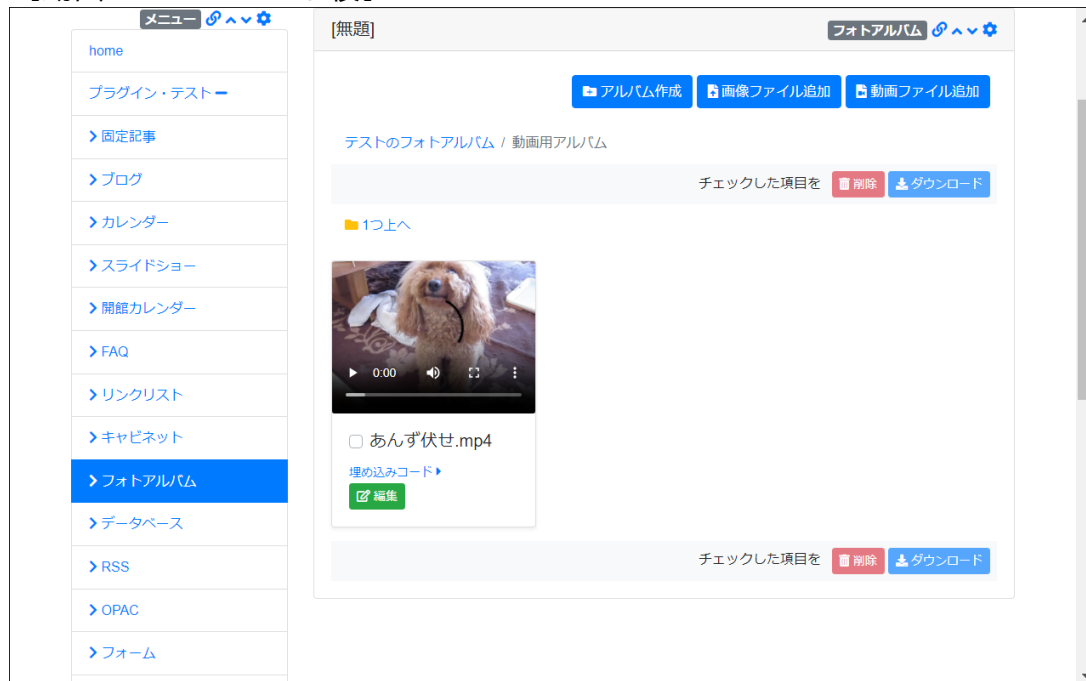 メニュー
home
プラグイン・テスト
固定記事
ブログ
カレンダー
スライドショー
開館カレンダー
FAQ
リンクリスト
キャビネット
フォトアルバム
データベース
RSS
OPAC
フォーム
[無題]
フォトアルバム
アルバム作成
画像ファイル追加
動画ファイル追加
テストのフォトアルバム / 動画用アルバム
チェックした項目を 削除 ダウンロード
1つ上へ
0:00
あんず伏せ.mp4
埋め込みコード
編集
チェックした項目を 削除 ダウンロード